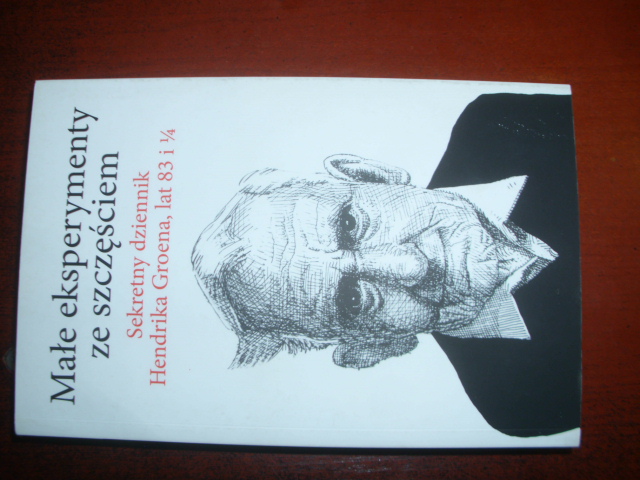 Małe eksperymenty
ze szczęściem
Sekretny dziennik
Hendrika Groena, lat 83 i ¼